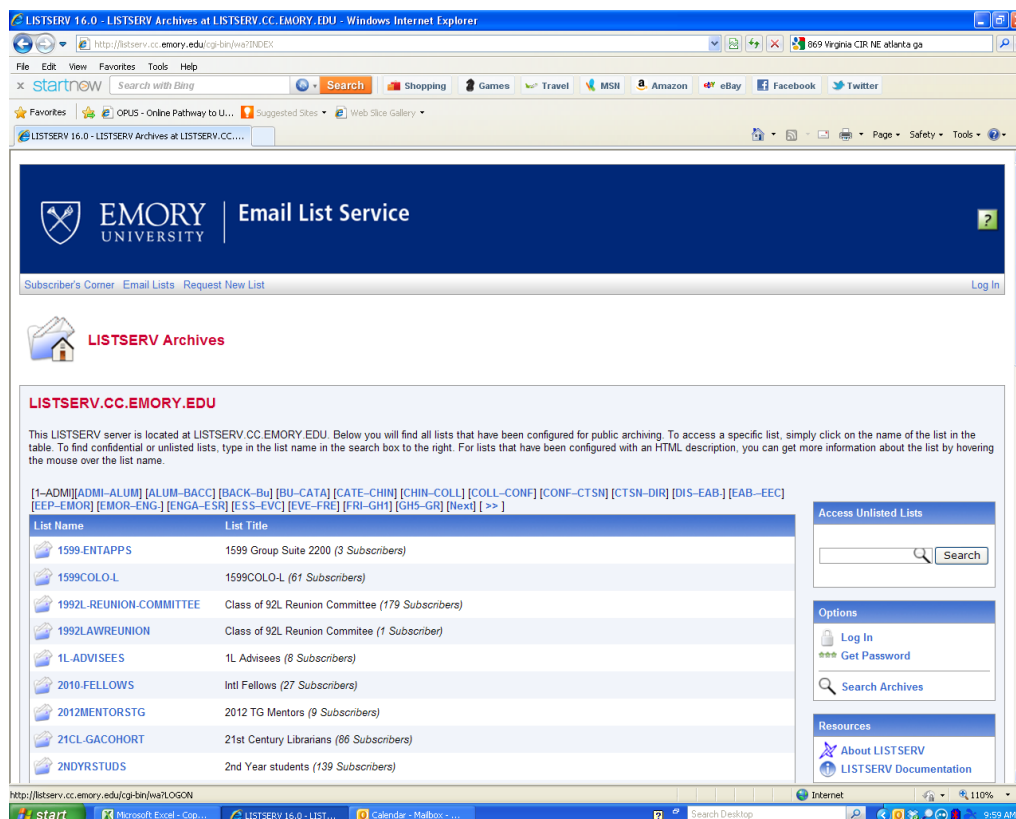 LISTSERV 16.0 - LISTSERV Archives at LISTSERV.CC.EMORY.EDU - Windows Internet Explorer
http://listserv.cc.emory.edu/cgi-bin/wa?INDEX
869 Virginia CIR NE atlanta ga
File Edit View Favorites Tools Help
x startnow Search with Bing Search Shopping Games Travel MSN Amazon eBay Facebook Twitter
Favorites OPUS - Online Pathway to U... Suggested Sites Web Slice Gallery
LISTSERV 16.0 - LISTSERV Archives at LISTSERV.CC....
Page Safety Tools
EMORY UNIVERSITY Email List Service
Subscriber's Corner Email Lists Request New List Log In
LISTSERV Archives
LISTSERV.CC.EMORY.EDU
This LISTSERV server is located at LISTSERV.CC.EMORY.EDU. Below you will find all lists that have been configured for public archiving. To access a specific list, simply click on the name of the list in the
table. To find confidential or unlisted lists, type in the list name in the search box to the right. For lists that have been configured with an HTML description, you can get more information about the list by hovering
the mouse over the list name.
[1–ADMI][ADMI–ALUM] [ALUM–BACC] [BACK–Bu] [BU–CATA] [CATE–CHIN] [CHIN–COLL] [COLL–CONF] [CONF–CTSN] [CTSN–DIR] [DIS–EAB-] [EAB-–EEC]
[EEP–EMOR] [EMOR–ENG-] [ENGA–ESR] [ESS–EVC] [EVE–FRE] [FRI–GH1] [GH5–GR] [Next] [ >> ]
List Name List Title
1599-ENTAPPS 1599 Group Suite 2200 (3 Subscribers)
1599COLO-L 1599COLO-L (61 Subscribers)
1992L-REUNION-COMMITTEE Class of 92L Reunion Committee (179 Subscribers)
1992LAWREUNION Class of 92L Reunion Commitee (1 Subscriber)
1L-ADVISEES 1L Advisees (8 Subscribers)
2010-FELLOWS Intl Fellows (27 Subscribers)
2012MENTORSTG 2012 TG Mentors (9 Subscribers)
21CL-GACOHORT 21st Century Librarians (86 Subscribers)
2NDYRSTUDS 2nd Year students (139 Subscribers)
Access Unlisted Lists
Search
Options
Log In
Get Password
Search Archives
Resources
About LISTSERV
LISTSERV Documentation
http://listserv.cc.emory.edu/cgi-bin/wa?LOGON Internet 110%
start Microsoft Excel - Cop... LISTSERV 16.0 - LIST... Calendar - Mailbox - ... Search Desktop 9:59 AM